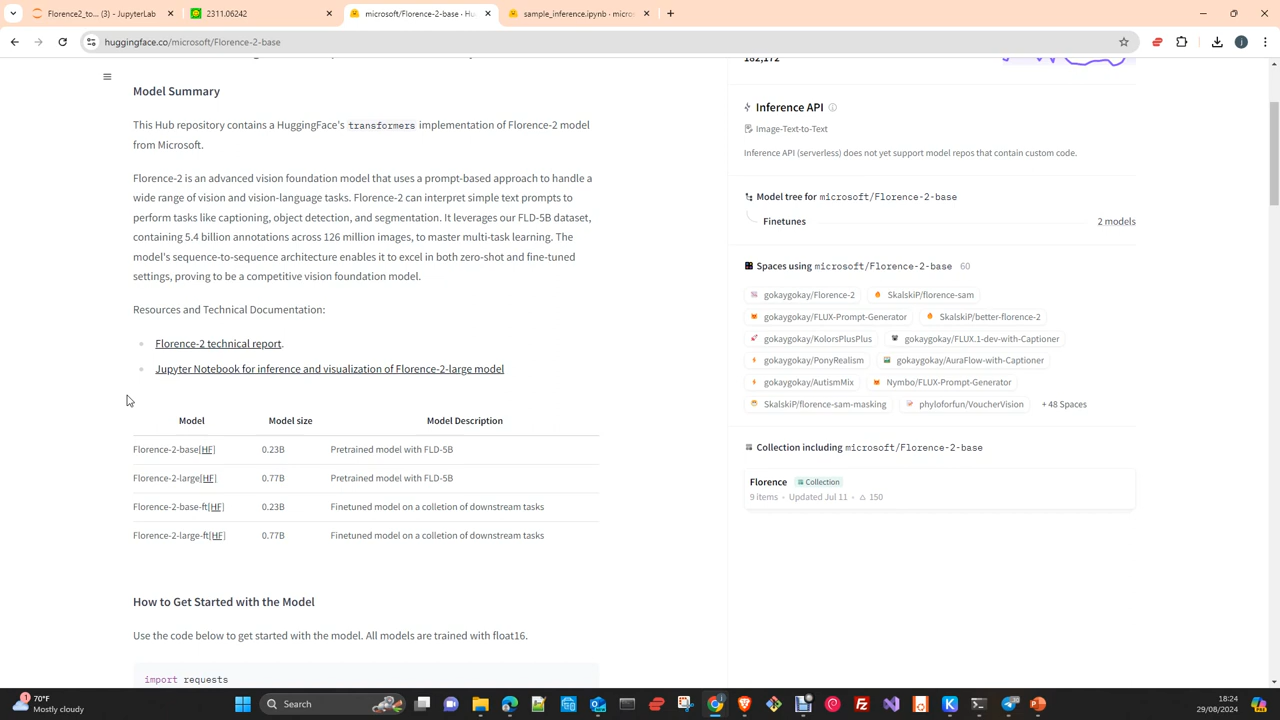 Florence2_to... (3) - JupyterLab
2311.06242
microsoft/Florence-2-base · Hu
sample_inference.ipynb · micros
huggingface.co/microsoft/Florence-2-base
Model Summary
This Hub repository contains a HuggingFace's transformers implementation of Florence-2 model
from Microsoft.
Florence-2 is an advanced vision foundation model that uses a prompt-based approach to handle a
wide range of vision and vision-language tasks. Florence-2 can interpret simple text prompts to
perform tasks like captioning, object detection, and segmentation. It leverages our FLD-5B dataset,
containing 5.4 billion annotations across 126 million images, to master multi-task learning. The
model's sequence-to-sequence architecture enables it to excel in both zero-shot and fine-tuned
settings, proving to be a competitive vision foundation model.
Resources and Technical Documentation:
Florence-2 technical report.
Jupyter Notebook for inference and visualization of Florence-2-large model
Model Model size Model Description
Florence-2-base[HF] 0.23B Pretrained model with FLD-5B
Florence-2-large[HF] 0.77B Pretrained model with FLD-5B
Florence-2-base-ft[HF] 0.23B Finetuned model on a colletion of downstream tasks
Florence-2-large-ft[HF] 0.77B Finetuned model on a colletion of downstream tasks
How to Get Started with the Model
Use the code below to get started with the model. All models are trained with float16.
import requests
182,172
Inference API
Image-Text-to-Text
Inference API (serverless) does not yet support model repos that contain custom code.
Model tree for microsoft/Florence-2-base
Finetunes 2 models
Spaces using microsoft/Florence-2-base 60
gokaygokay/Florence-2 SkalskiP/florence-sam
gokaygokay/FLUX-Prompt-Generator SkalskiP/better-florence-2
gokaygokay/KolorsPlusPlus gokaygokay/FLUX.1-dev-with-Captioner
gokaygokay/PonyRealism gokaygokay/AuraFlow-with-Captioner
gokaygokay/AutismMix Nymbo/FLUX-Prompt-Generator
SkalskiP/florence-sam-masking phyloforfun/VoucherVision + 48 Spaces
Collection including microsoft/Florence-2-base
Florence Collection
9 items · Updated Jul 11 · 150
70°F
Mostly cloudy
Search
18:24
29/08/2024